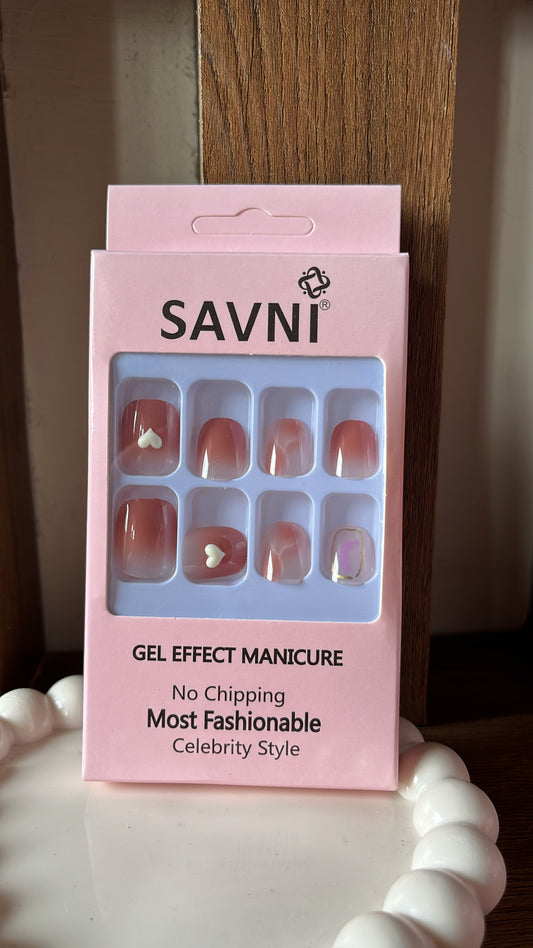 SAVNI®
GEL EFFECT MANICURE
No Chipping
Most Fashionable
Celebrity Style